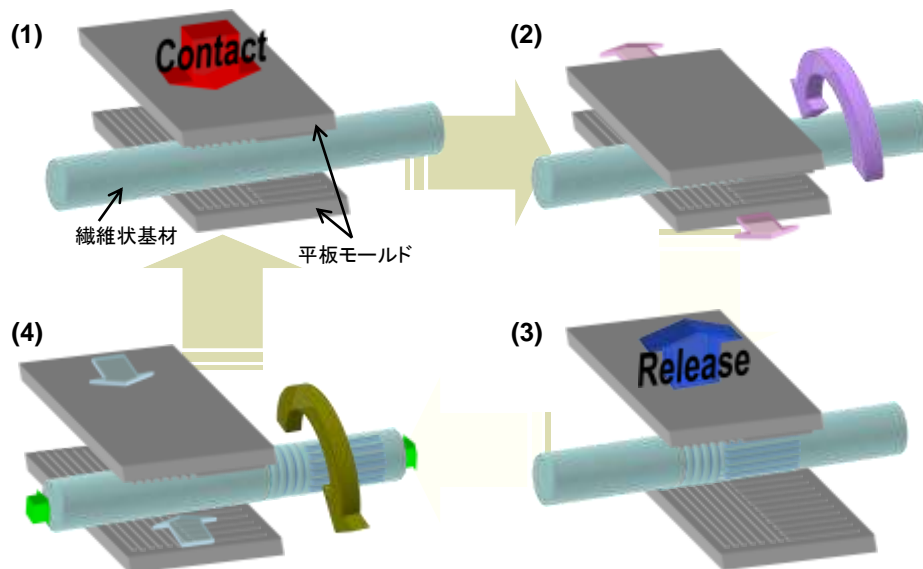 (1)
Contact
繊維状基材
平板モールド
(2)
(4)
(3)
Release